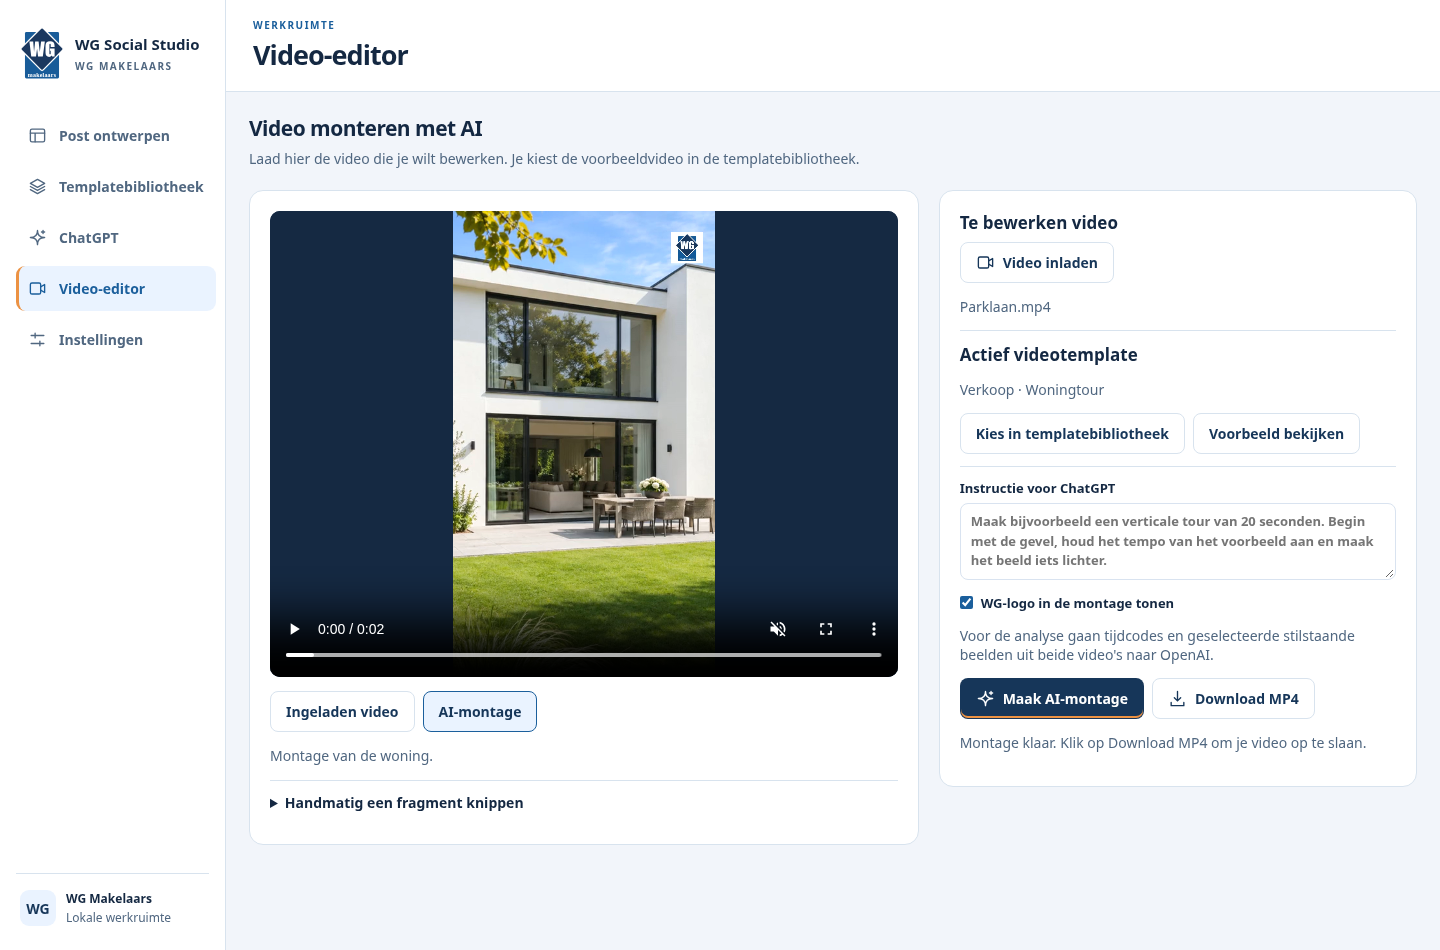 WG
makelaars
WG Social Studio
WG MAKELAARS
Post ontwerpen
Templatebibliotheek
ChatGPT
Video-editor
Instellingen
WG
WG Makelaars
Lokale werkruimte
WERKRUIMTE
Video-editor
Video monteren met AI
Laad hier de video die je wilt bewerken. Je kiest de voorbeeldvideo in de templatebibliotheek.
WG
0:00 / 0:02
Ingeladen video
AI-montage
Montage van de woning.
Handmatig een fragment knippen
Te bewerken video
Video inladen
Parklaan.mp4
Actief videotemplate
Verkoop · Woningtour
Kies in templatebibliotheek
Voorbeeld bekijken
Instructie voor ChatGPT
Maak bijvoorbeeld een verticale tour van 20 seconden. Begin
met de gevel, houd het tempo van het voorbeeld aan en maak
het beeld iets lichter.
WG-logo in de montage tonen
Voor de analyse gaan tijdcodes en geselecteerde stilstaande
beelden uit beide video's naar OpenAI.
Maak AI-montage
Download MP4
Montage klaar. Klik op Download MP4 om je video op te slaan.